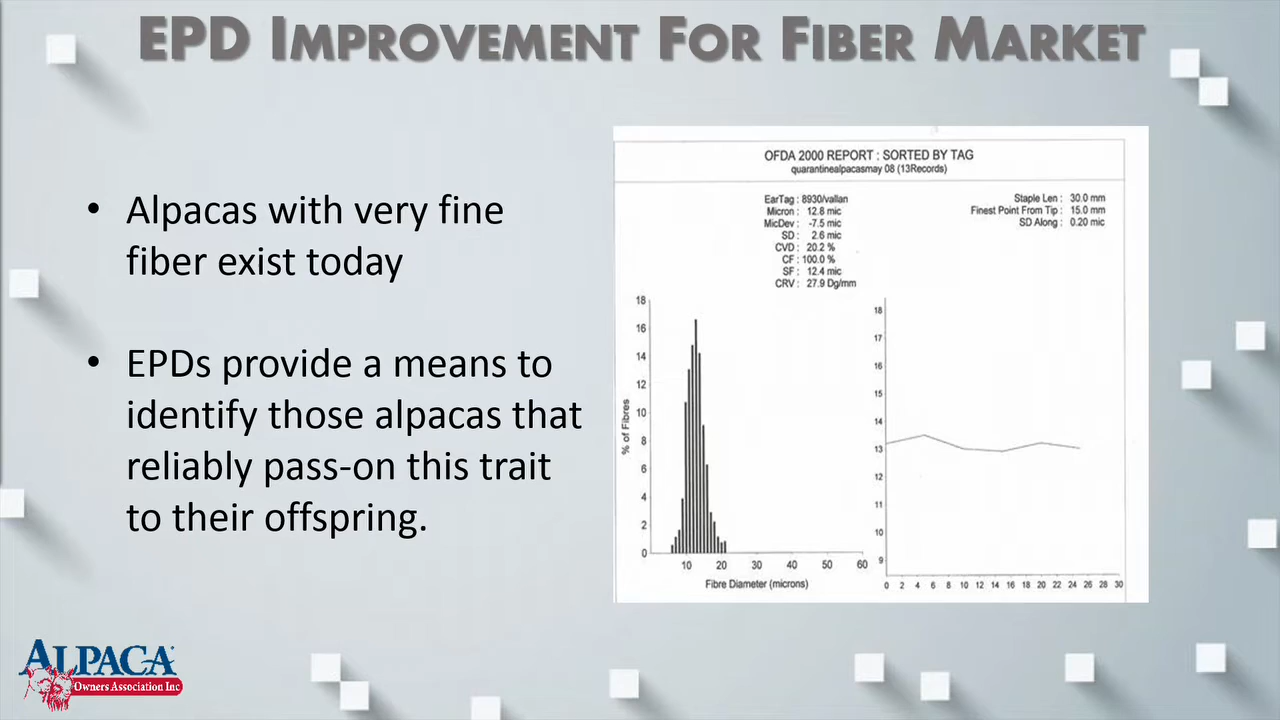 EPD IMPROVEMENT FOR FIBER MARKET
• Alpacas with very fine
fiber exist today
• EPDs provide a means to
identify those alpacas that
reliably pass-on this trait
to their offspring.
OFDA 2000 REPORT : SORTED BY TAG
quarantinealpacasmay 08 (13Records)
EarTag : 8930/vallan
Micron : 12.8 mic
MicDev : -7.5 mic
SD : 2.6 mic
CVD : 20.2 %
CF : 100.0 %
SF : 12.4 mic
CRV : 27.9 Dg/mm
Staple Len : 30.0 mm
Finest Point From Tip : 15.0 mm
SD Along : 0.20 mic
% of Fibres
18
16
14
12
10
8
6
4
2
0
10 20 30 40 50 60
Fibre Diameter (microns)
18
17
16
15
14
13
12
11
10
9
0 2 4 6 8 10 12 14 16 18 20 22 24 26 28 30
ALPACA
Owners Association Inc